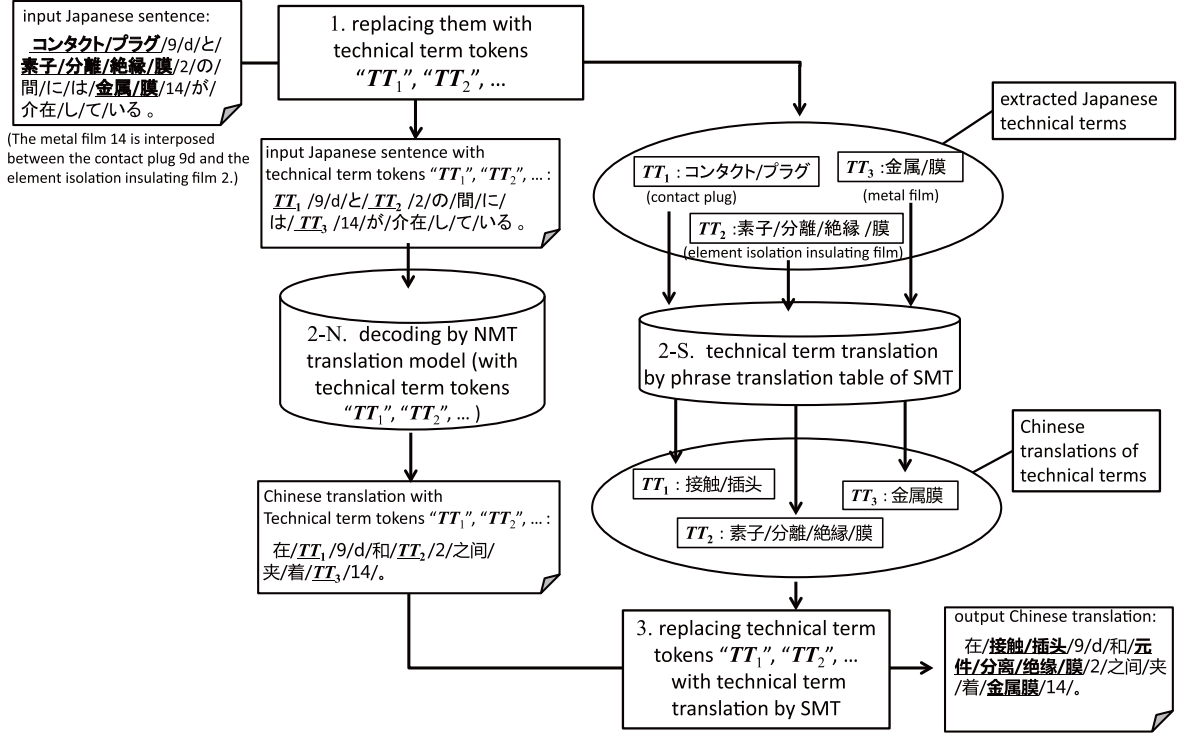 input Japanese sentence:
コンタクト/プラグ/9/d/と/
素子/分離/絶縁/膜/2/の/
間/に/は/金属/膜/14/が/
介在/し/て/いる 。
(The metal film 14 is interposed
between the contact plug 9d and the
element isolation insulating film 2.)
1. replacing them with
technical term tokens
“TT1”, “TT2”, ...
input Japanese sentence with
technical term tokens “TT1”, “TT2”, ... :
TT1 /9/d/と/ TT2 /2/の/間/に/
は/ TT3 /14/が/介在/し/て/いる 。
extracted Japanese
technical terms
TT1 : コンタクト/プラグ
(contact plug)
TT3 : 金属/膜
(metal film)
TT2 :素子/分離/絶縁 /膜
(element isolation insulating film)
2-N. decoding by NMT
translation model (with
technical term tokens
“TT1”, “TT2”, ... )
2-S. technical term translation
by phrase translation table of SMT
Chinese
translations of
technical terms
TT1 : 接触/插头
TT3 : 金属膜
TT2 : 素子/分離/絶縁/膜
Chinese translation with
Technical term tokens “TT1”, “TT2”, ... :
在/TT1 /9/d/和/TT2 /2/之间/
夹/着/TT3 /14/。
3. replacing technical term
tokens “TT1”, “TT2”, ...
with technical term
translation by SMT
output Chinese translation:
在/接触/插头/9/d/和/元
件/分离/绝缘/膜/2/之间/夹
/着/金属膜/14/。